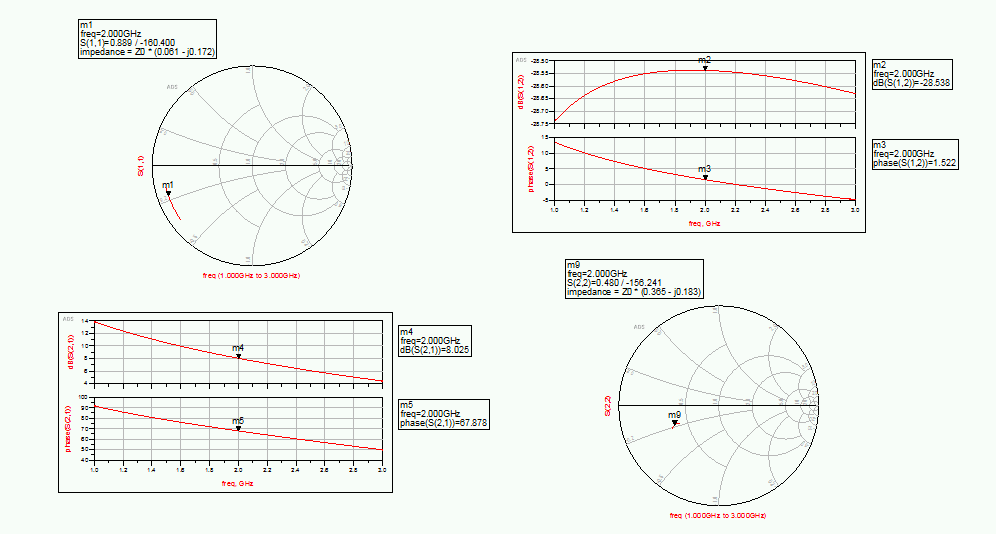 m1
freq=2.000GHz
S(1,1)=0.889 / -160.400
impedance = Z0 * (0.061 - j0.172)
ADS
S(1,1)
m1
freq (1.000GHz to 3.000GHz)
ADS
dB(S(1,2))
-28.50
-28.55
-28.60
-28.65
-28.70
-28.75
m2
m2
freq=2.000GHz
dB(S(1,2))=-28.538
phase(S(1,2))
15
10
5
0
-5
m3
1.0 1.2 1.4 1.6 1.8 2.0 2.2 2.4 2.6 2.8 3.0
freq, GHz
m3
freq=2.000GHz
phase(S(1,2))=1.522
ADS
dB(S(2,1))
14
12
10
8
6
4
m4
m4
freq=2.000GHz
dB(S(2,1))=8.025
phase(S(2,1))
100
90
80
70
60
50
40
m5
1.0 1.2 1.4 1.6 1.8 2.0 2.2 2.4 2.6 2.8 3.0
freq, GHz
m5
freq=2.000GHz
phase(S(2,1))=67.878
m9
freq=2.000GHz
S(2,2)=0.480 / -156.241
impedance = Z0 * (0.365 - j0.183)
ADS
S(2,2)
m9
freq (1.000GHz to 3.000GHz)